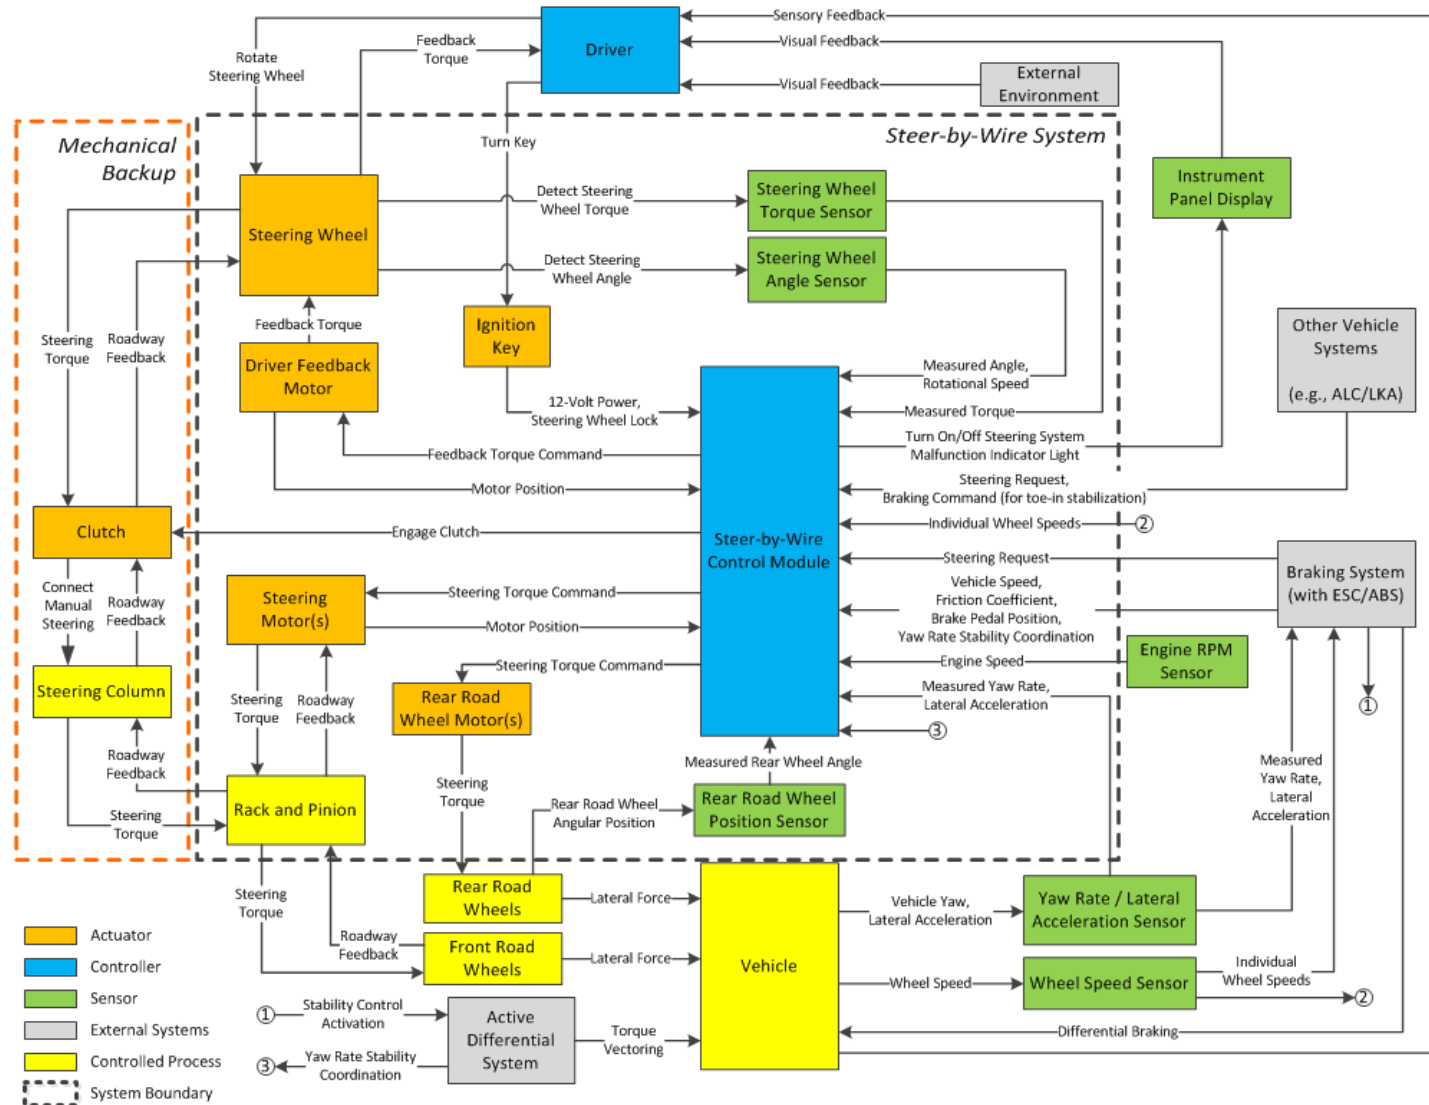 Sensory Feedback
Driver
Visual Feedback
Feedback
Torque
Rotate
Steering Wheel
Visual Feedback
External
Environment
Mechanical
Backup
Steer-by-Wire System
Turn Key
Instrument
Panel Display
Steering Wheel
Torque Sensor
Detect Steering
Wheel Torque
Steering Wheel
Steering Wheel
Angle Sensor
Detect Steering
Wheel Angle
Feedback Torque
Ignition
Key
Other Vehicle
Systems
(e.g., ALC/LKA)
Steering
Torque
Roadway
Feedback
Driver Feedback
Motor
Measured Angle,
Rotational Speed
12-Volt Power,
Steering Wheel Lock
Measured Torque
Turn On/Off Steering System
Malfunction Indicator Light
Feedback Torque Command
Steering Request,
Braking Command (for toe-in stabilization)
Motor Position
Individual Wheel Speeds
②
Clutch
Engage Clutch
Steer-by-Wire
Control Module
Steering Request
Braking System
(with ESC/ABS)
Connect
Manual
Steering
Roadway
Feedback
Steering
Motor(s)
Steering Torque Command
Vehicle Speed,
Friction Coefficient,
Brake Pedal Position,
Yaw Rate Stability Coordination
Motor Position
Engine RPM
Sensor
Engine Speed
Steering Torque Command
Steering Column
Steering
Torque
Roadway
Feedback
Rear Road
Wheel Motor(s)
Measured Yaw Rate,
Lateral Acceleration
①
③
Roadway
Feedback
Measured Rear Wheel Angle
Steering
Torque
Measured
Yaw Rate,
Lateral
Acceleration
Rack and Pinion
Rear Road Wheel
Angular Position
Rear Road Wheel
Position Sensor
Steering
Torque
Steering
Torque
Rear Road
Wheels
Lateral Force
Vehicle Yaw,
Lateral Acceleration
Yaw Rate / Lateral
Acceleration Sensor
Roadway
Feedback
Front Road
Wheels
Lateral Force
Vehicle
Wheel Speed
Wheel Speed Sensor
Individual
Wheel Speeds
②
①
Stability Control
Activation
Active
Differential
System
Torque
Vectoring
Differential Braking
③
Yaw Rate Stability
Coordination
Actuator
Controller
Sensor
External Systems
Controlled Process
System Boundary